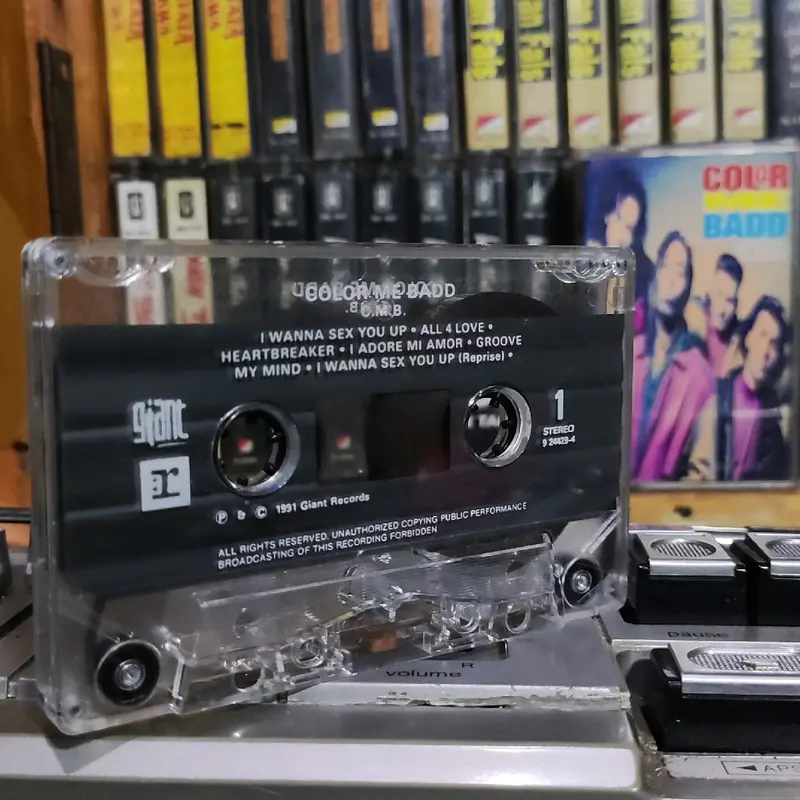 COLOR
BADD
COLOR ME BADD
C.M.B.
I WANNA SEX YOU UP • ALL 4 LOVE •
HEARTBREAKER • I ADORE MI AMOR • GROOVE
MY MIND • I WANNA SEX YOU UP (Reprise) •
giant
r
1
STEREO
9 24429-4
Ⓟ & © 1991 Giant Records
ALL RIGHTS RESERVED. UNAUTHORIZED COPYING PUBLIC PERFORMANCE
BROADCASTING OF THIS RECORDING FORBIDDEN
R
volume
pause
◀ APS